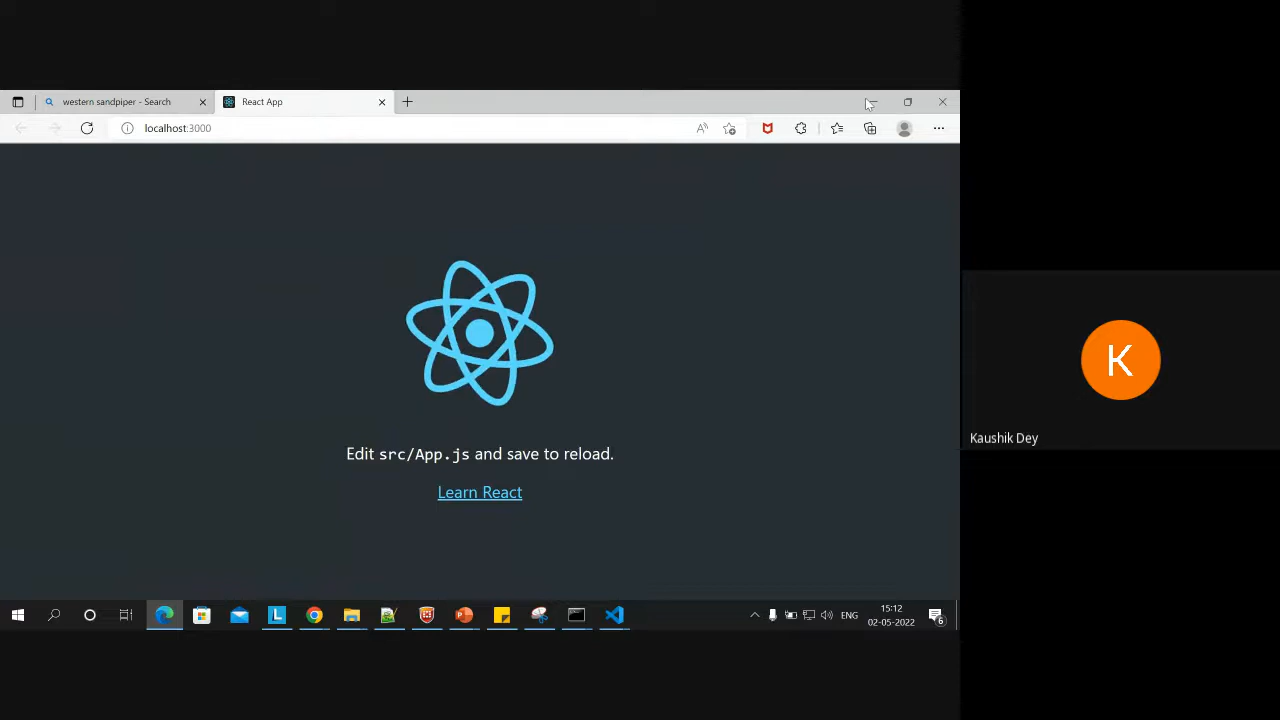 western sandpiper - Search
React App
localhost:3000
Edit src/App.js and save to reload.
Learn React
K
Kaushik Dey
L
ENG
15:12
02-05-2022
6